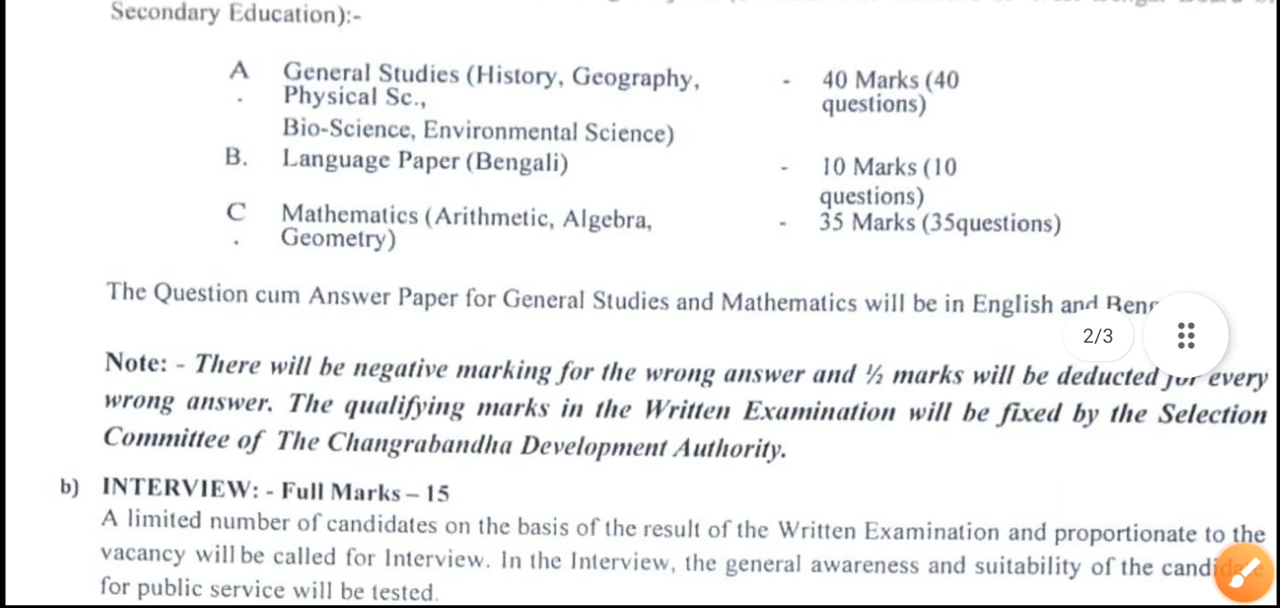 Secondary Education):-
A General Studies (History, Geography, - 40 Marks (40
. Physical Sc., questions)
Bio-Science, Environmental Science)
B. Language Paper (Bengali) - 10 Marks (10
questions)
C Mathematics (Arithmetic, Algebra, - 35 Marks (35questions)
. Geometry)
The Question cum Answer Paper for General Studies and Mathematics will be in English and
2/3
Note: - There will be negative marking for the wrong answer and ½ marks will be deducted for every
wrong answer. The qualifying marks in the Written Examination will be fixed by the Selection
Committee of The Changrabandha Development Authority.
b) INTERVIEW: - Full Marks – 15
A limited number of candidates on the basis of the result of the Written Examination and proportionate to the
vacancy will be called for Interview. In the Interview, the general awareness and suitability of the candidate
for public service will be tested.